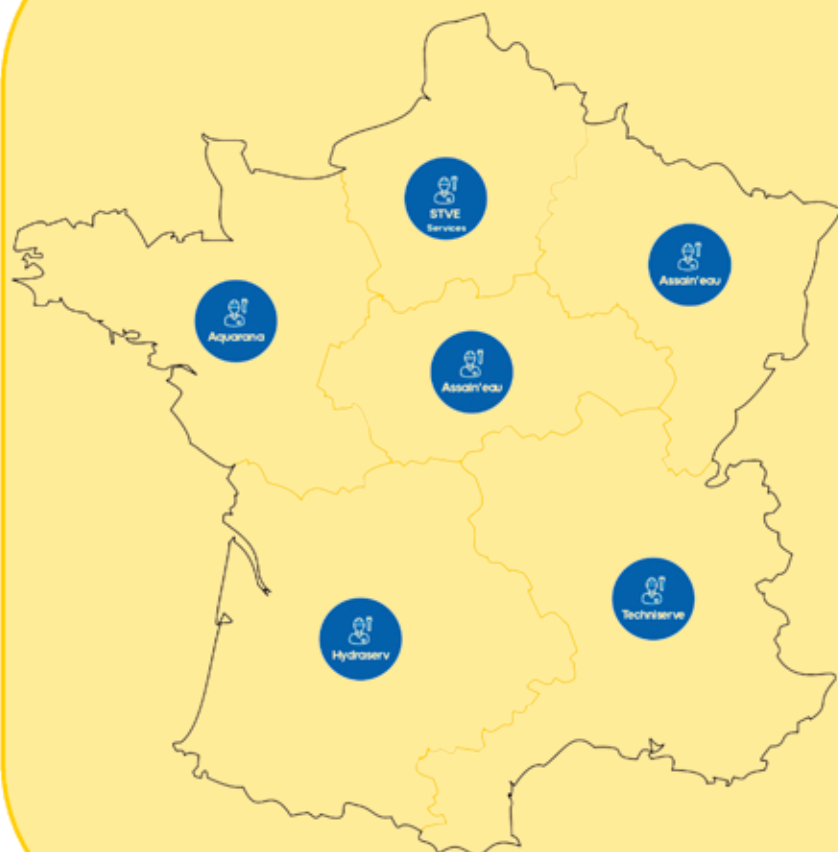 STVE
Services
Assain'eau
Aquarana
Assain'eau
Techniserve
Hydraserv